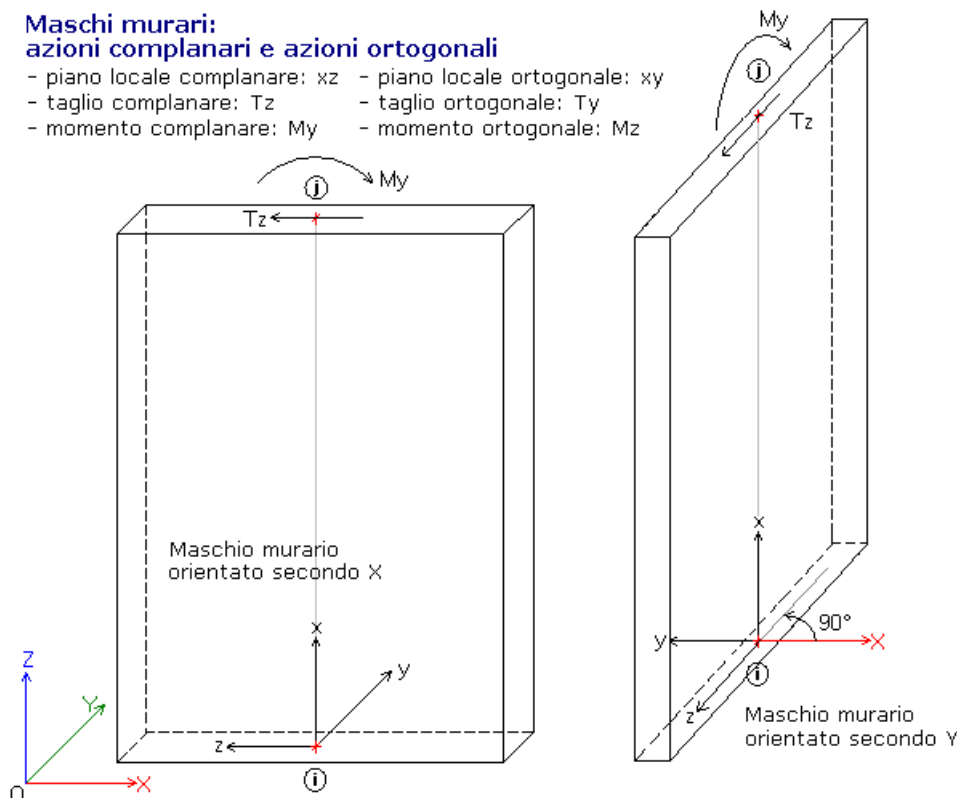 Maschi murari:
azioni complanari e azioni ortogonali
- piano locale complanare: xz - piano locale ortogonale: xy
- taglio complanare: Tz - taglio ortogonale: Ty
- momento complanare: My - momento ortogonale: Mz
My
j
Tz
My
j
Tz
Maschio murario
orientato secondo X
x
y
z
i
Z
Y
X
O
x
90°
y
X
i
z
Maschio murario
orientato secondo Y